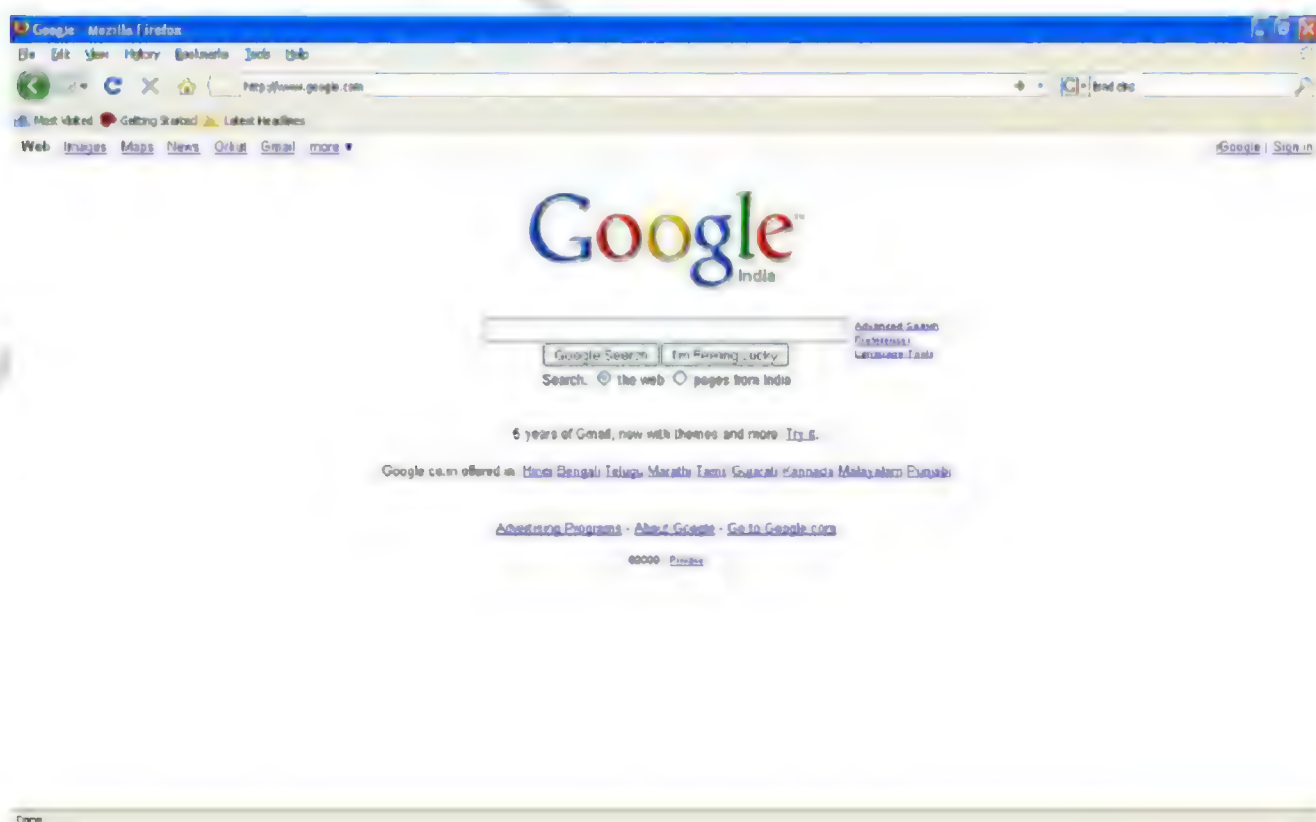 Google Mozilla Firefox
File Edit View History Bookmarks Tools Help
http://www.google.com
Most Visited Getting Started Latest Headlines
Web Images Maps News Orkut Gmail more ▼ iGoogle | Sign in
Google™
India
Advanced Search
Google Search I'm Feeling Lucky Preferences
Language Tools
Search: the web pages from India
5 years of Gmail, now with themes and more. Try it.
Google co.in offered in: Hindi Bengali Telugu Marathi Tamil Gujarati Kannada Malayalam Punjabi
Advertising Programs - About Google - Go to Google.com
©2009 Privacy
Done